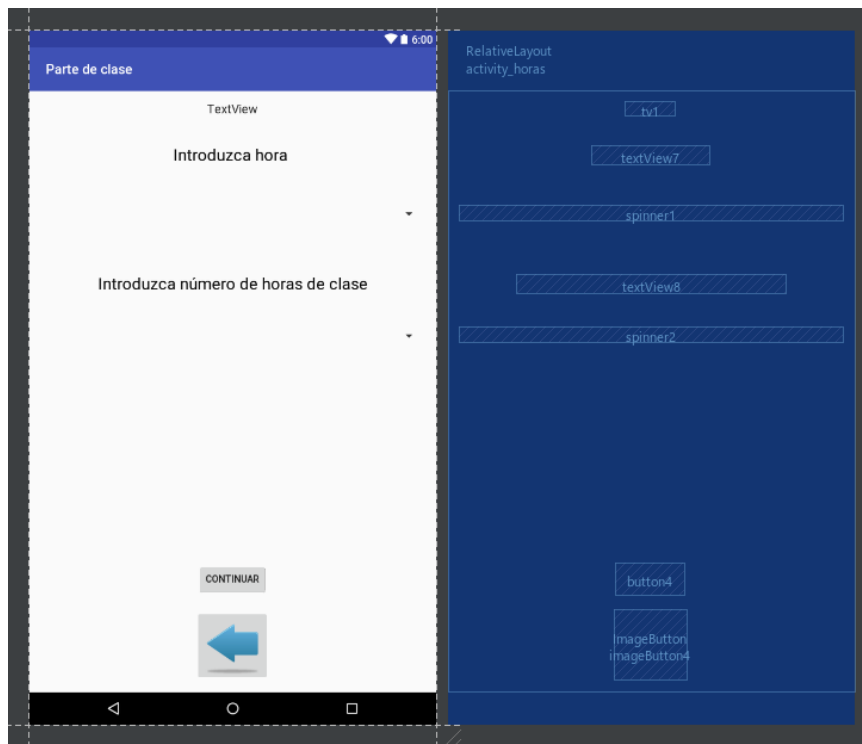 6:00
Parte de clase
TextView
Introduzca hora
Introduzca número de horas de clase
CONTINUAR
RelativeLayout
activity_horas
tv1
textView7
spinner1
textView8
spinner2
button4
ImageButton
imageButton4